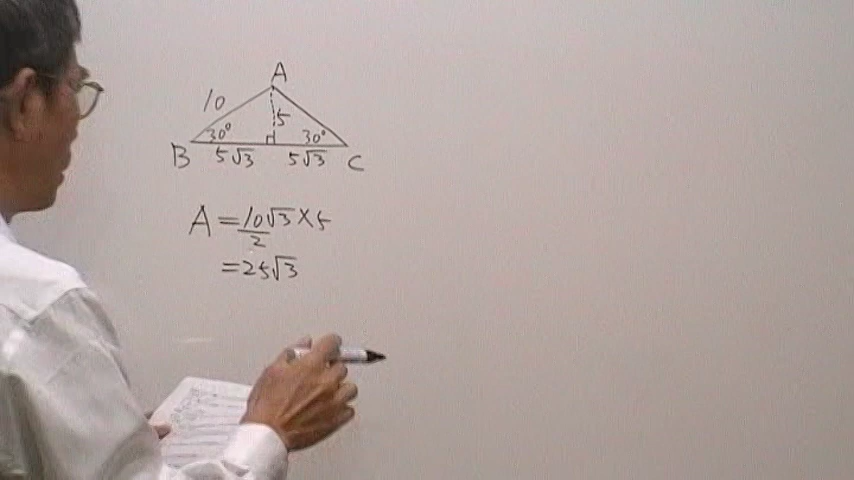 A
10
5
30° 30°
B 5√3 5√3 C
A = 10√3 × 5 / 2
= 25√3